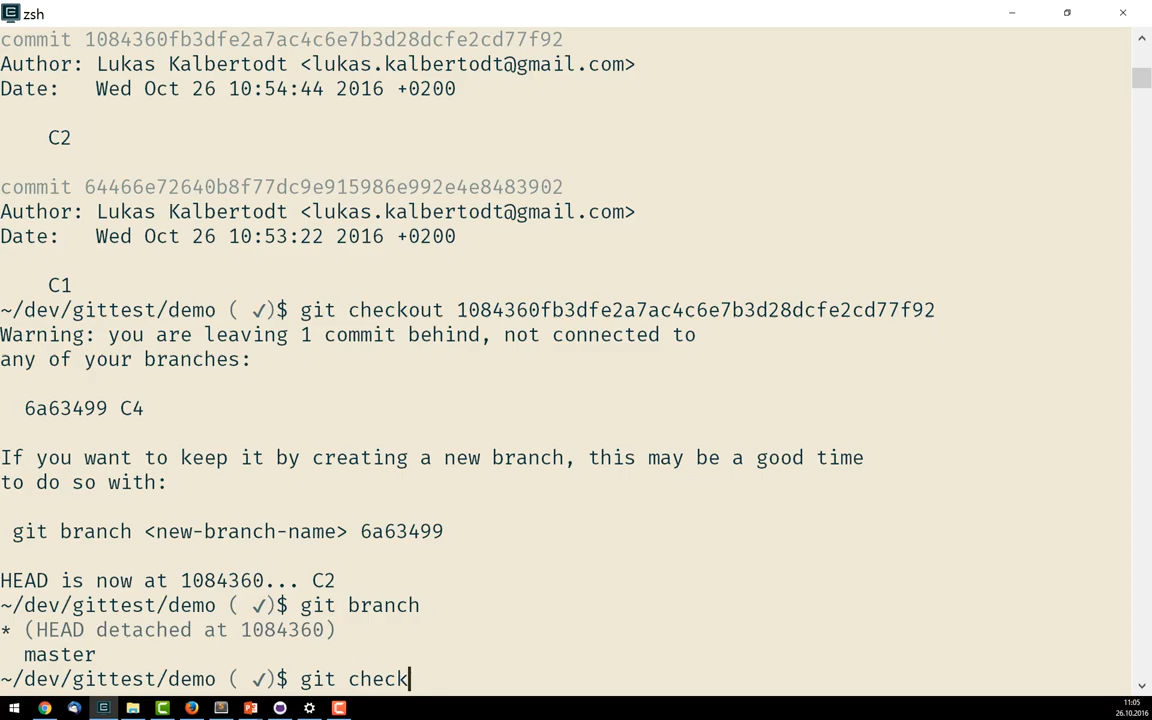 zsh
commit 1084360fb3dfe2a7ac4c6e7b3d28dcfe2cd77f92
Author: Lukas Kalbertodt <lukas.kalbertodt@gmail.com>
Date:   Wed Oct 26 10:54:44 2016 +0200
C2
commit 64466e72640b8f77dc9e915986e992e4e8483902
Author: Lukas Kalbertodt <lukas.kalbertodt@gmail.com>
Date:   Wed Oct 26 10:53:22 2016 +0200
C1
~/dev/gittest/demo ( ✓)$ git checkout 1084360fb3dfe2a7ac4c6e7b3d28dcfe2cd77f92
Warning: you are leaving 1 commit behind, not connected to
any of your branches:
6a63499 C4
If you want to keep it by creating a new branch, this may be a good time
to do so with:
git branch <new-branch-name> 6a63499
HEAD is now at 1084360... C2
~/dev/gittest/demo ( ✓)$ git branch
* (HEAD detached at 1084360)
master
~/dev/gittest/demo ( ✓)$ git check
11:05
26.10.2016